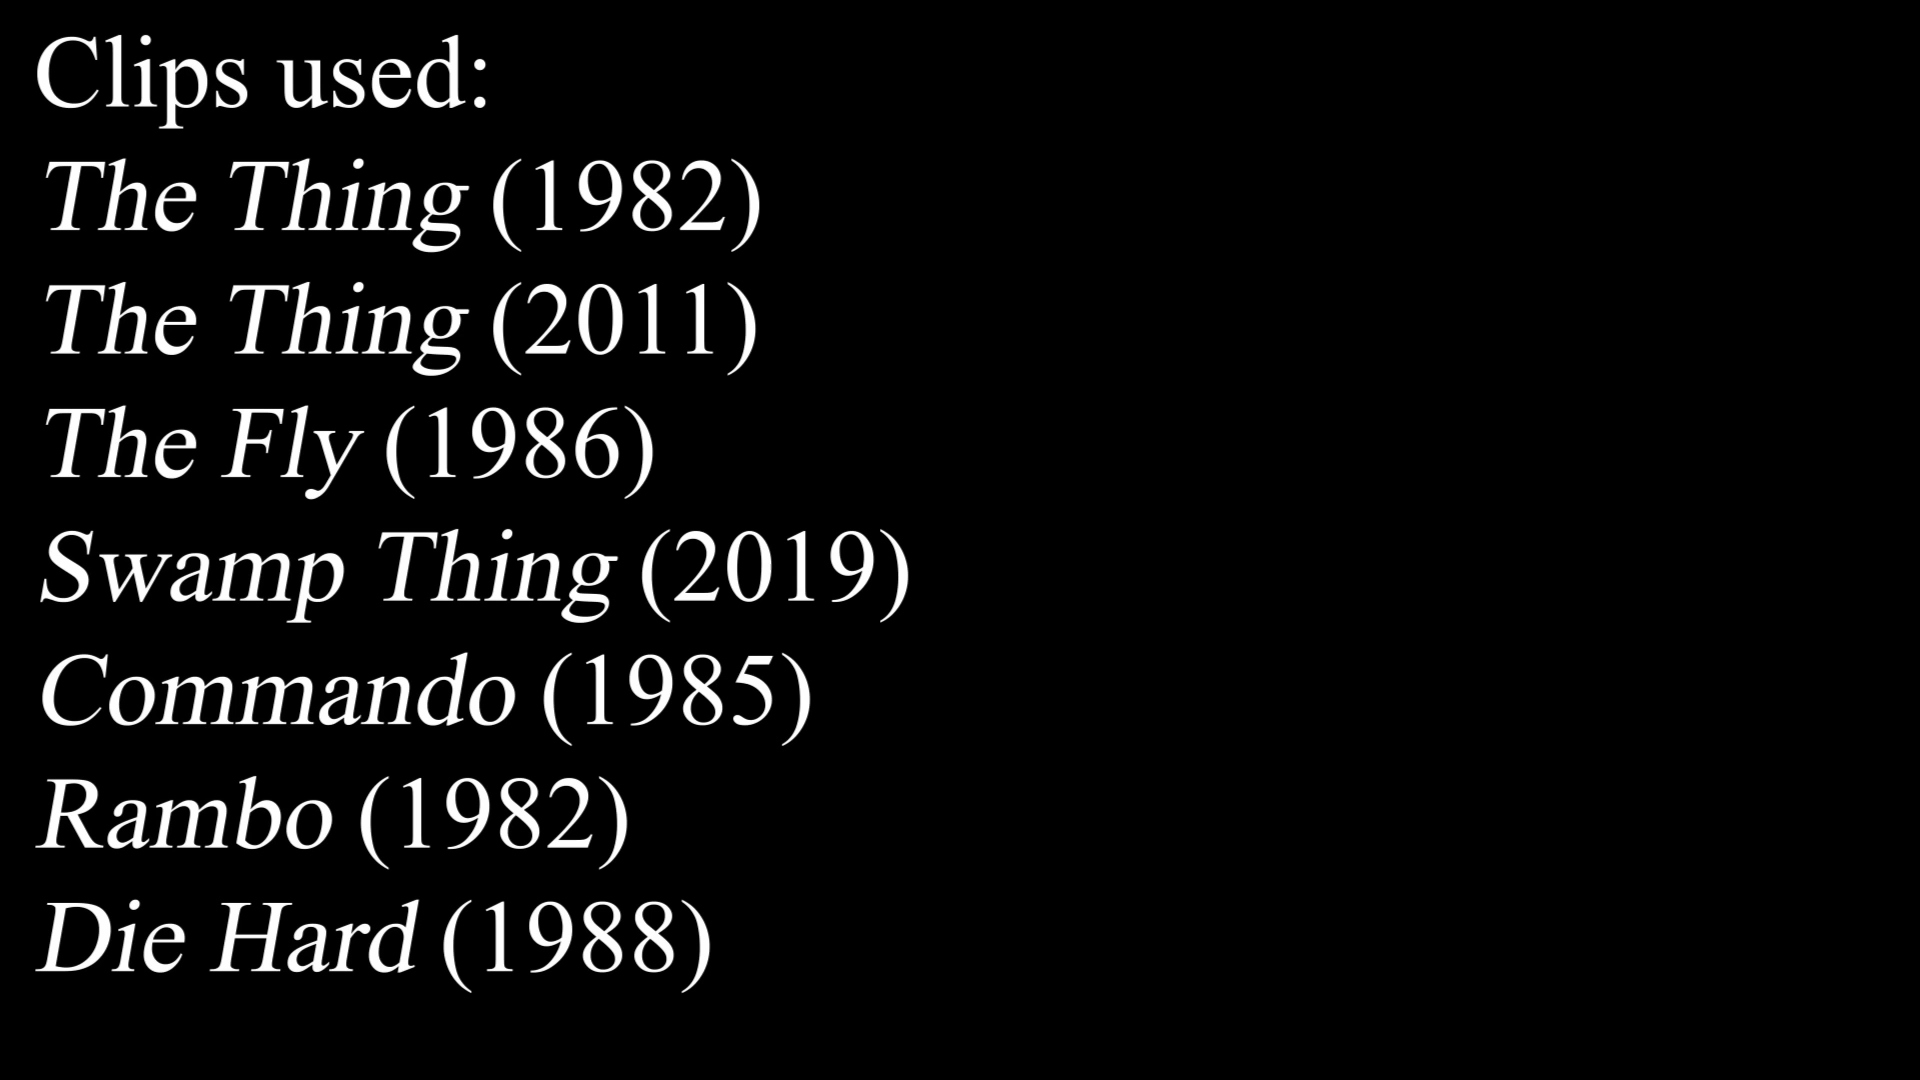 Clips used:
The Thing (1982)
The Thing (2011)
The Fly (1986)
Swamp Thing (2019)
Commando (1985)
Rambo (1982)
Die Hard (1988)